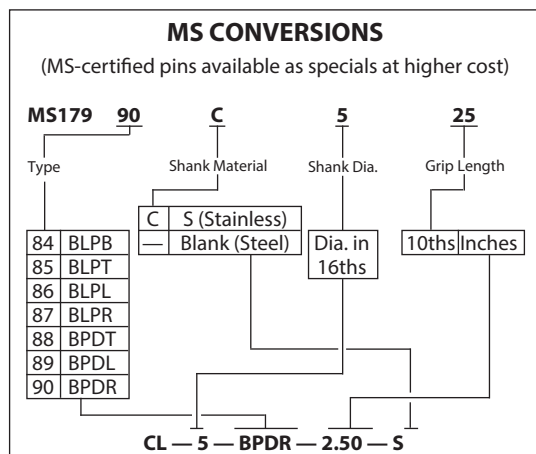 MS CONVERSIONS
(MS-certified pins available as specials at higher cost)
MS179 90 C 5 25
Type Shank Material Shank Dia. Grip Length
C S (Stainless)
— Blank (Steel)
Dia. in
16ths
10ths Inches
84 BLPB
85 BLPT
86 BLPL
87 BLPR
88 BPDT
89 BPDL
90 BPDR
CL — 5 — BPDR — 2.50 — S